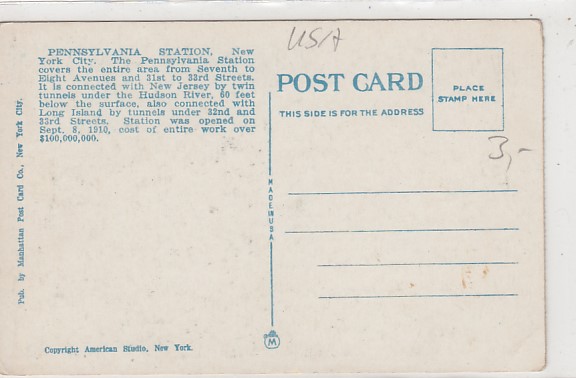 PENNSYLVANIA STATION, New
York City. The Pennsylvania Station
covers the entire area from Seventh to
Eight Avenues and 31st to 33rd Streets.
It is connected with New Jersey by twin
tunnels under the Hudson River, 60 feet
below the surface, also connected with
Long Island by tunnels under 32nd and
33rd Streets. Station was opened on
Sept. 8, 1910, cost of entire work over
$100,000,000.
Pub. by Manhattan Post Card Co., New York City.
Copyright American Studio, New York.
MADE IN USA
M
USA
POST CARD
THIS SIDE IS FOR THE ADDRESS
PLACE
STAMP HERE
3,-